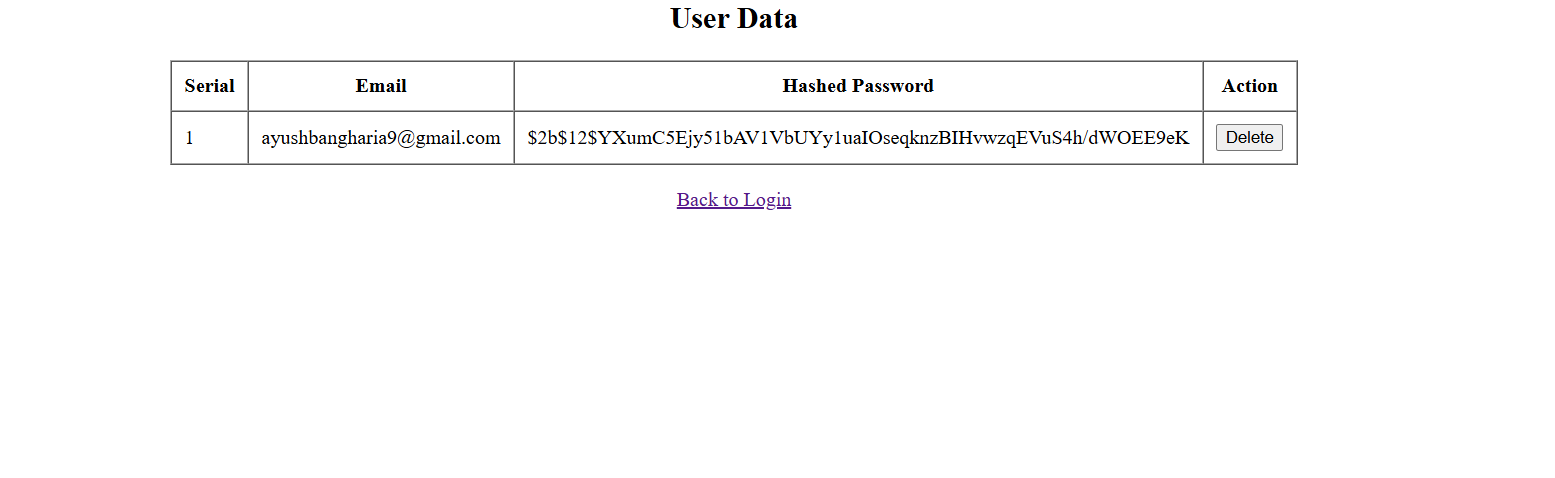 User Data
Serial Email Hashed Password Action
1 ayushbangharia9@gmail.com $2b$12$YXumC5Ejy51bAV1VbUYy1uaIOseqknzBIHvwzqEVuS4h/dWOEE9eK Delete
Back to Login